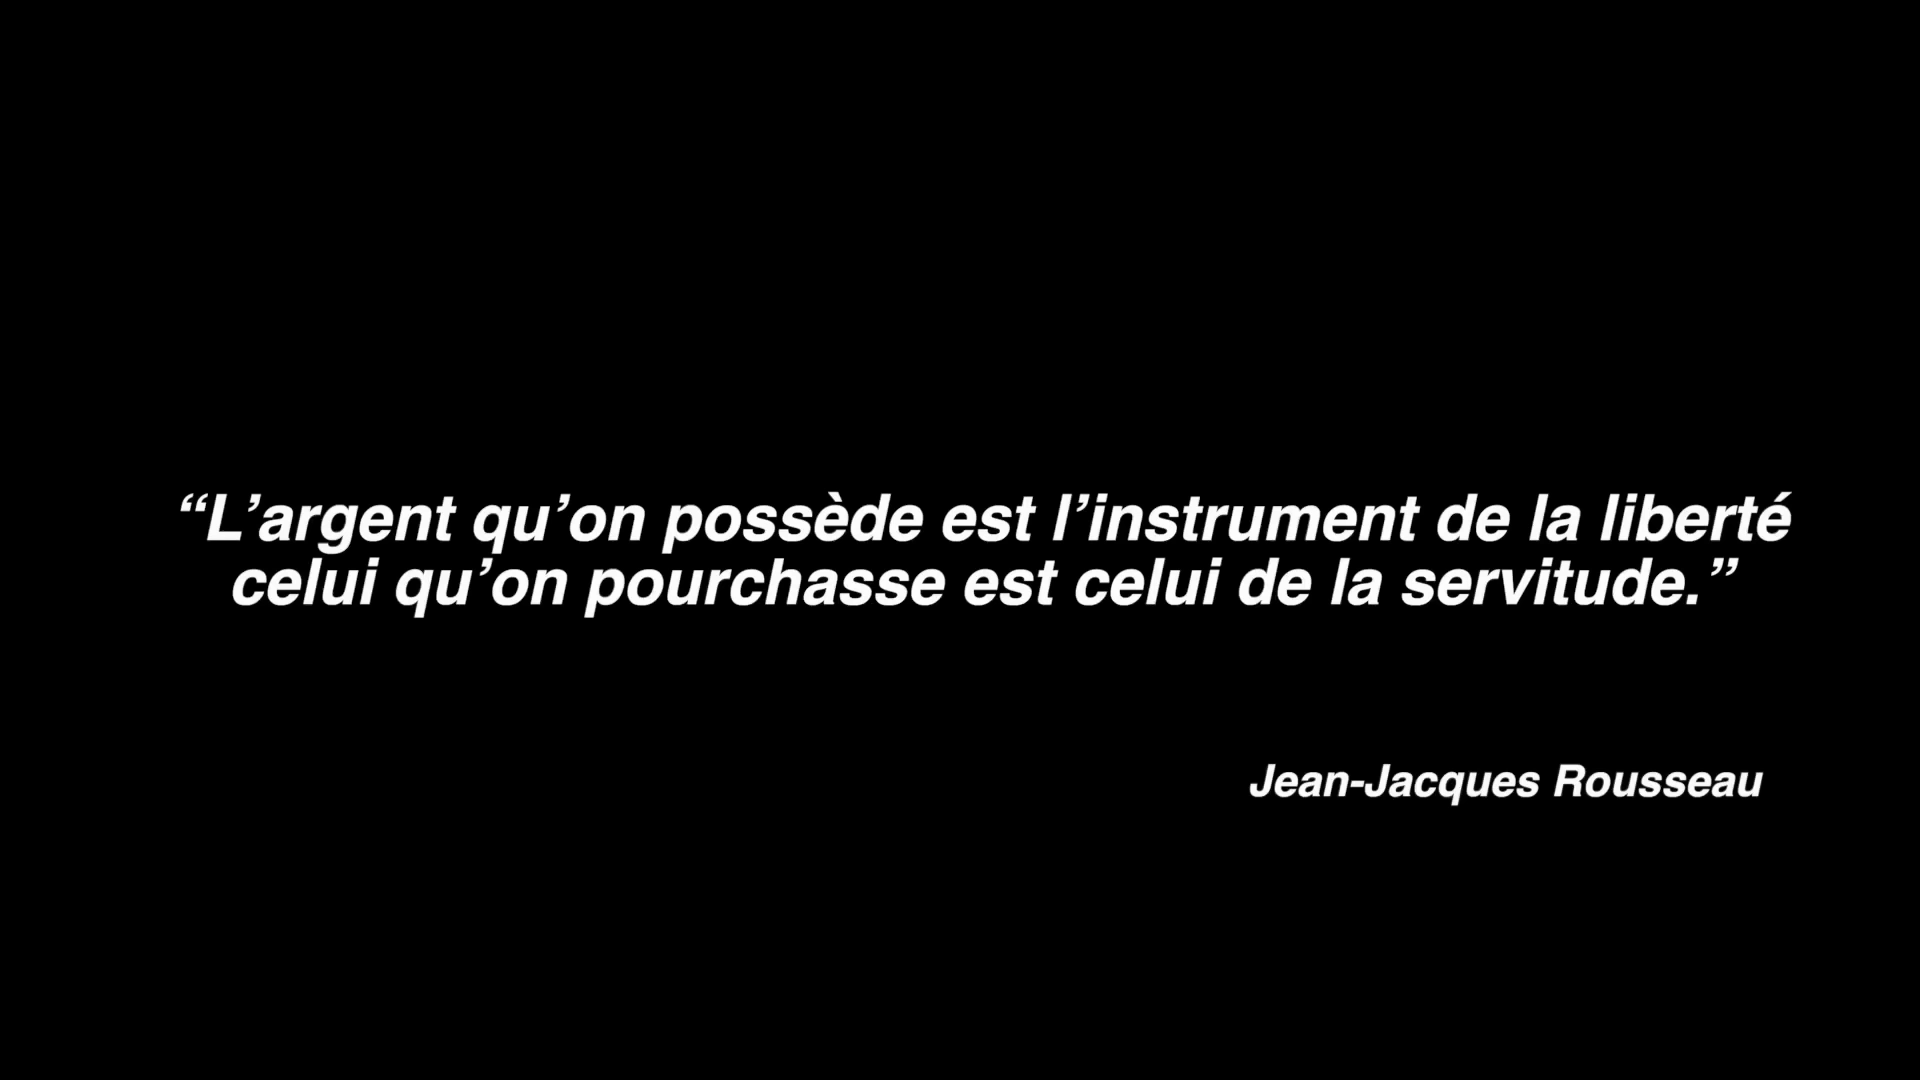 “L’argent qu’on possède est l’instrument de la liberté
celui qu’on pourchasse est celui de la servitude.”
Jean-Jacques Rousseau